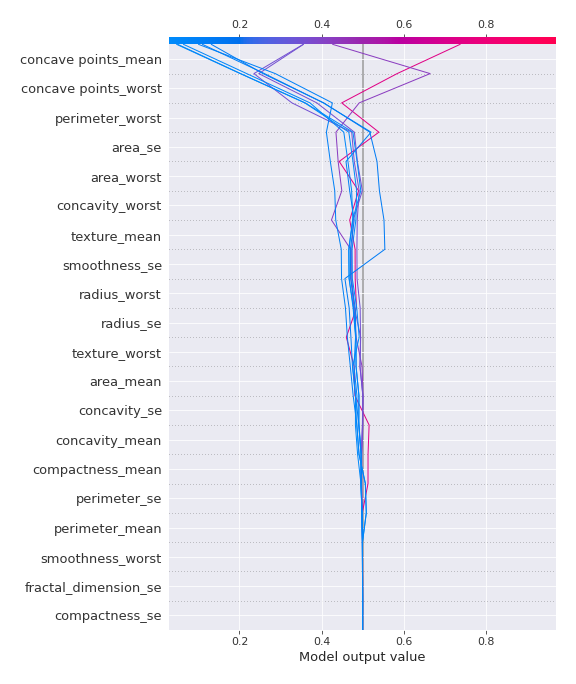 0.2 0.4 0.6 0.8
concave points_mean
concave points_worst
perimeter_worst
area_se
area_worst
concavity_worst
texture_mean
smoothness_se
radius_worst
radius_se
texture_worst
area_mean
concavity_se
concavity_mean
compactness_mean
perimeter_se
perimeter_mean
smoothness_worst
fractal_dimension_se
compactness_se
0.2 0.4 0.6 0.8
Model output value